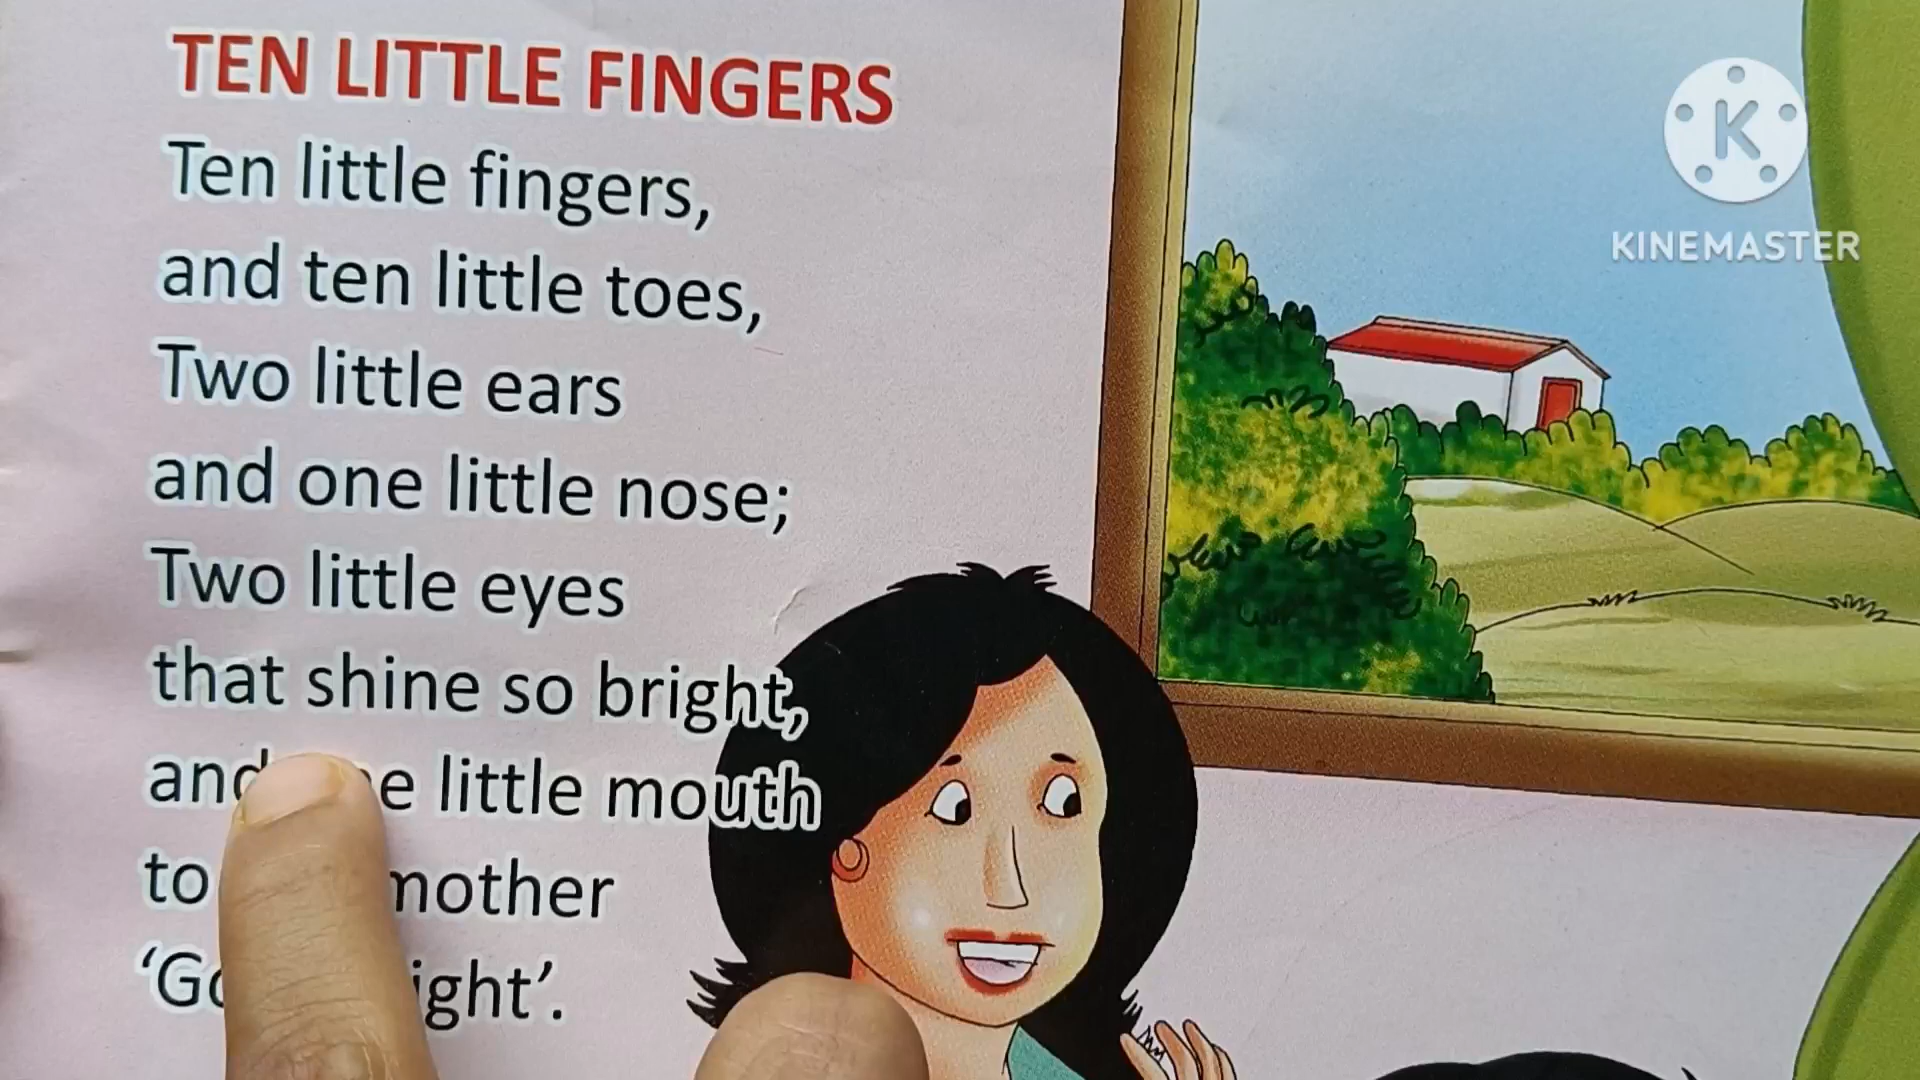 TEN LITTLE FINGERS
Ten little fingers,
and ten little toes,
Two little ears
and one little nose;
Two little eyes
that shine so bright,
and little mouth
to mother
KINEMASTER